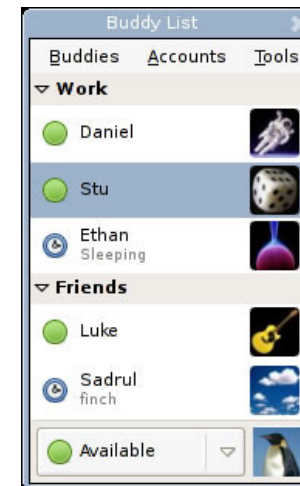 Buddy List
Buddies Accounts Tools
Work
Daniel
Stu
Ethan
Sleeping
Friends
Luke
Sadrul
finch
Available